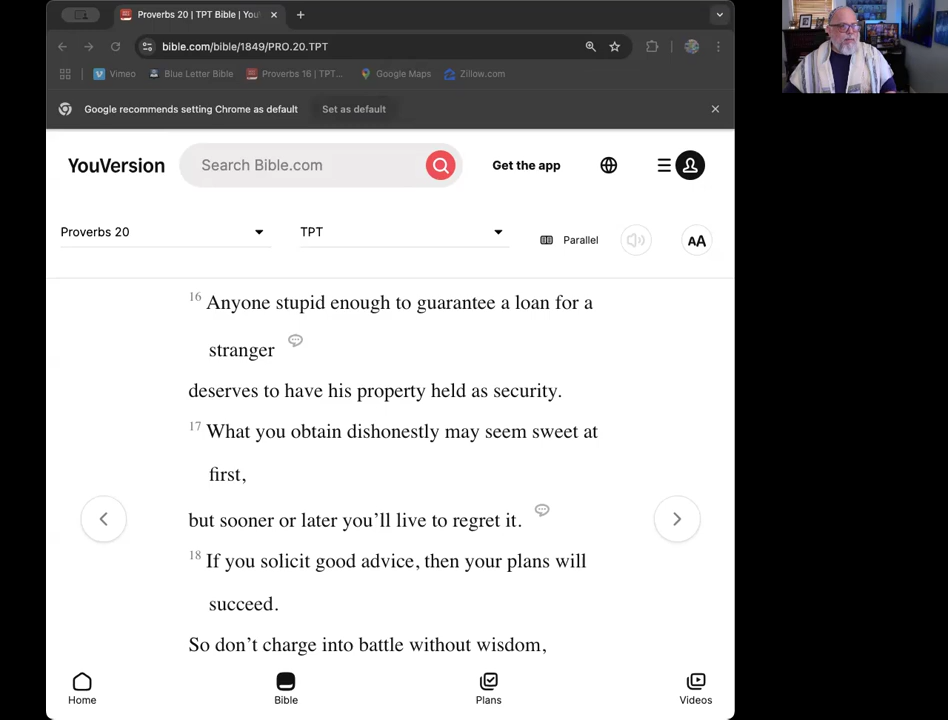 Proverbs 20 | TPT Bible | You
bible.com/bible/1849/PRO.20.TPT
Vimeo Blue Letter Bible Proverbs 16 | TPT... Google Maps Zillow.com
Google recommends setting Chrome as default Set as default
YouVersion Search Bible.com Get the app
Proverbs 20 TPT Parallel AA
16 Anyone stupid enough to guarantee a loan for a
stranger
deserves to have his property held as security.
17 What you obtain dishonestly may seem sweet at
first,
but sooner or later you’ll live to regret it.
18 If you solicit good advice, then your plans will
succeed.
So don’t charge into battle without wisdom,
Home Bible Plans Videos